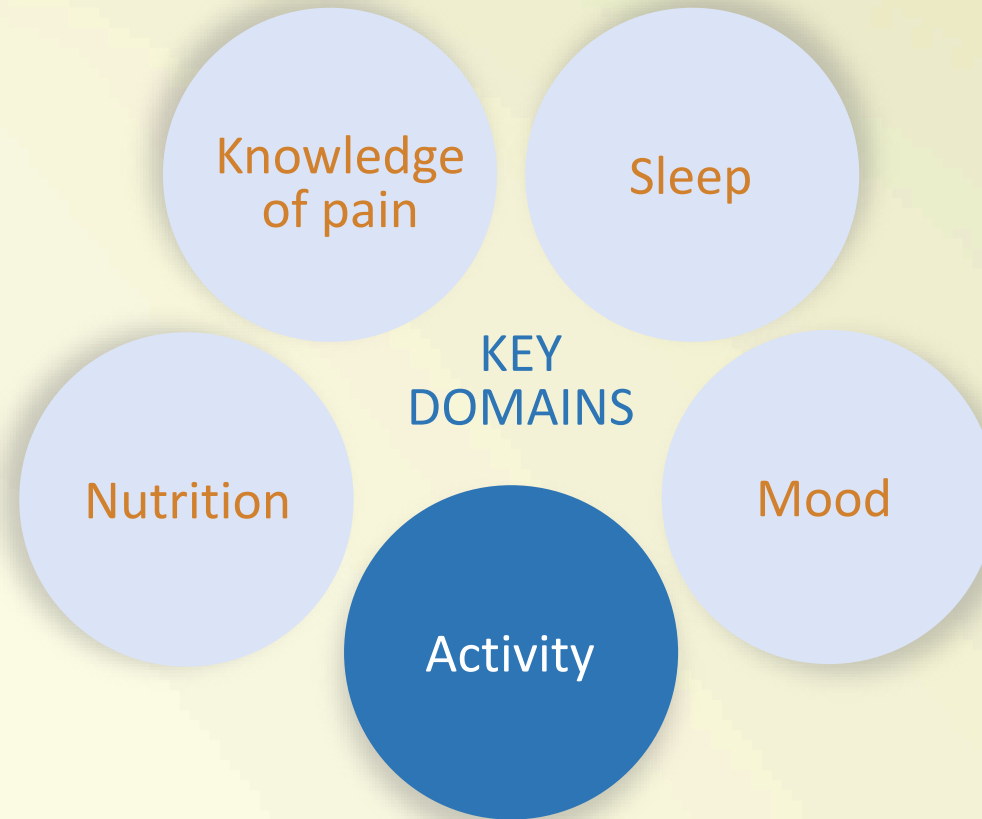 Knowledge
of pain
Sleep
KEY
DOMAINS
Nutrition
Mood
Activity